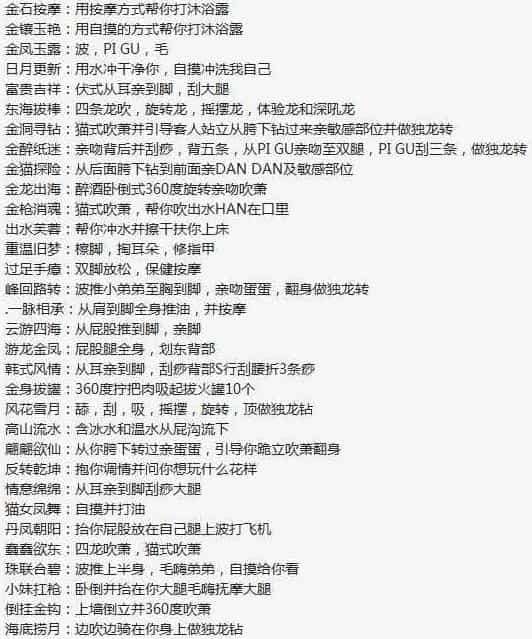 金石按摩：用按摩方式帮你打沐浴露
金镶玉艳：用自摸的方式帮你打沐浴露
金凤玉露：波，PI GU，毛
日月更新：用水冲干净你，自摸冲洗我自己
富贵吉祥：伏式从耳亲到脚，刮大腿
东海拔棒：四条龙吹，旋转龙，摇摆龙，体验龙和深吼龙
金洞寻钻：猫式吹萧并引导客人站立从胯下钻过来亲敏感部位并做独龙转
金醉纸迷：亲吻背后并刮痧，背五条，从PI GU亲吻至双腿，PI GU刮三条，做独龙转
金猫探险：从后面胯下钻到前面亲DAN DAN及敏感部位
金龙出海：醉酒卧倒式360度旋转亲吻吹萧
金枪消魂：猫式吹萧，帮你吹出水HAN在口里
出水芙蓉：帮你冲水并擦干扶你上床
重温旧梦：檫脚，掏耳朵，修指甲
过足手瘾：双脚放松，保健按摩
峰回路转：波推小弟弟至胸到脚，亲吻蛋蛋，翻身做独龙转
.一脉相承：从肩到脚全身推油，并按摩
云游四海：从屁股推到脚，亲脚
游龙金凤：屁股腿全身，划东背部
韩式风情：从耳亲到脚，刮痧背部S行刮腰折3条痧
金身拔罐：360度拧把肉吸起拔火罐10个
风花雪月：舔，刮，吸，摇摆，旋转，顶做独龙钻
高山流水：含冰水和温水从屁沟流下
翩翩欲仙：从你胯下转过亲蛋蛋，引导你跪立吹萧翻身
反转乾坤：抱你调情并问你想玩什么花样
情意绵绵：从耳亲到脚刮痧大腿
猫女凤舞：自摸并打油
丹凤朝阳：抬你屁股放在自己腿上波打飞机
蠢蠢欲东：四龙吹萧，猫式吹萧
珠联合碧：波推上半身，毛嗨弟弟，自摸给你看
小妹扛枪：卧倒并抬在你大腿毛嗨抚摩大腿
倒挂金钩：上墙倒立并360度吹萧
海底捞月：边吹边骑在你身上做独龙钻